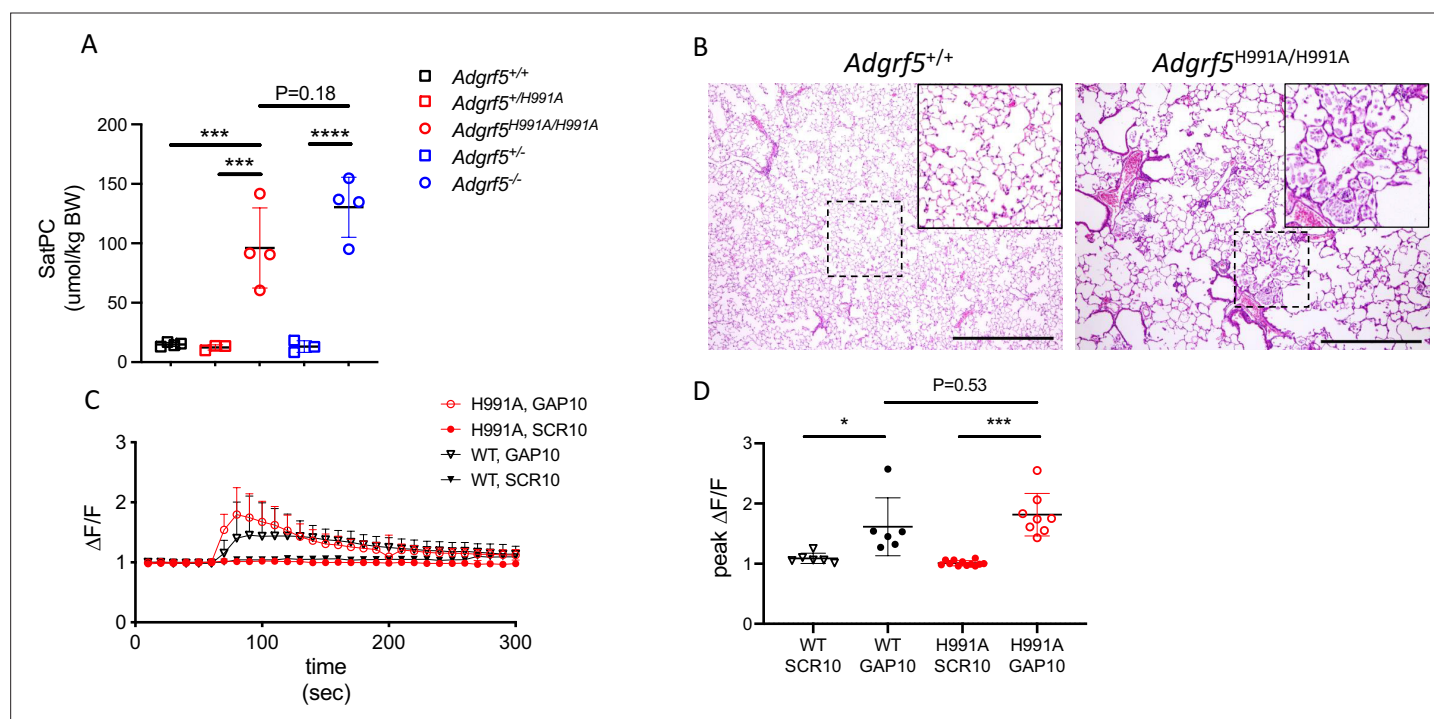 A
P=0.18
***
****
***
200
150
100
50
0
SatPC
(umol/kg BW)
Adgrf5+/+
Adgrf5+/H991A
Adgrf5H991A/H991A
Adgrf5+/-
Adgrf5-/-
B
Adgrf5+/+
Adgrf5H991A/H991A
C
H991A, GAP10
H991A, SCR10
WT, GAP10
WT, SCR10
3
2
1
0
ΔF/F
0
100
200
300
time
(sec)
D
P=0.53
*
***
3
2
1
0
peak ΔF/F
WT
SCR10
WT
GAP10
H991A
SCR10
H991A
GAP10